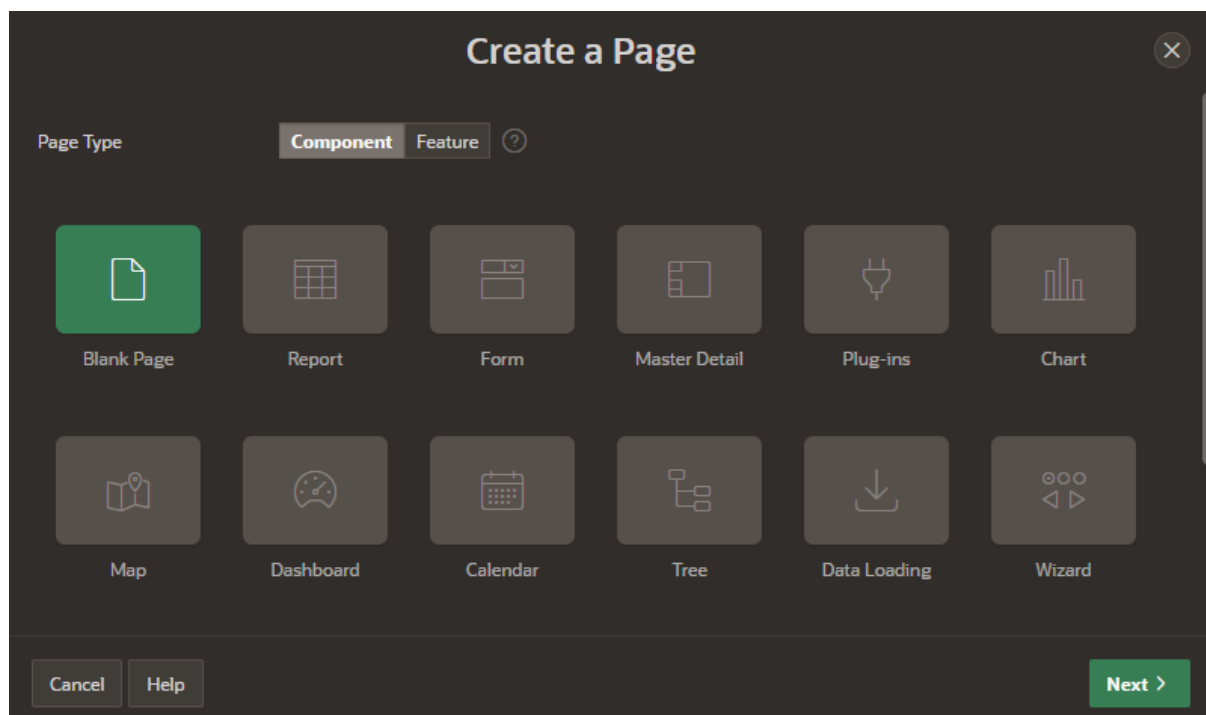 Create a Page
Page Type Component Feature ?
Blank Page Report Form Master Detail Plug-ins Chart
Map Dashboard Calendar Tree Data Loading Wizard
Cancel Help Next